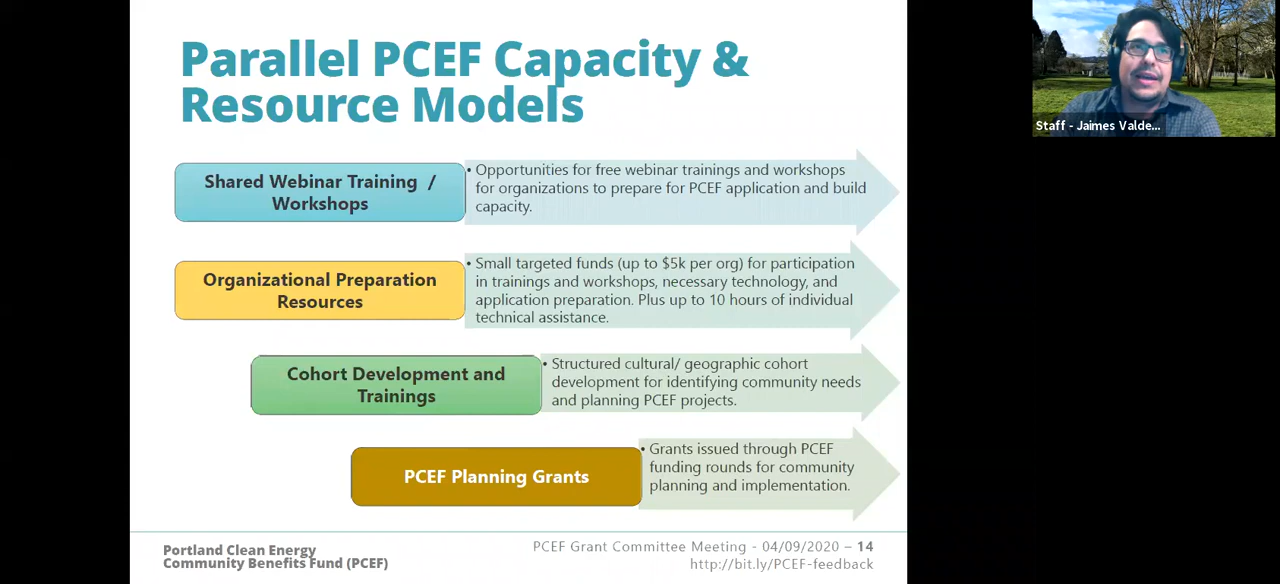 Parallel PCEF Capacity &
Resource Models
Shared Webinar Training /
Workshops
• Opportunities for free webinar trainings and workshops
for organizations to prepare for PCEF application and build
capacity.
Organizational Preparation
Resources
• Small targeted funds (up to $5k per org) for participation
in trainings and workshops, necessary technology, and
application preparation. Plus up to 10 hours of individual
technical assistance.
Cohort Development and
Trainings
• Structured cultural/ geographic cohort
development for identifying community needs
and planning PCEF projects.
PCEF Planning Grants
• Grants issued through PCEF
funding rounds for community
planning and implementation.
Portland Clean Energy
Community Benefits Fund (PCEF)
PCEF Grant Committee Meeting - 04/09/2020 – 14
http://bit.ly/PCEF-feedback
Staff - Jaimes Valde...